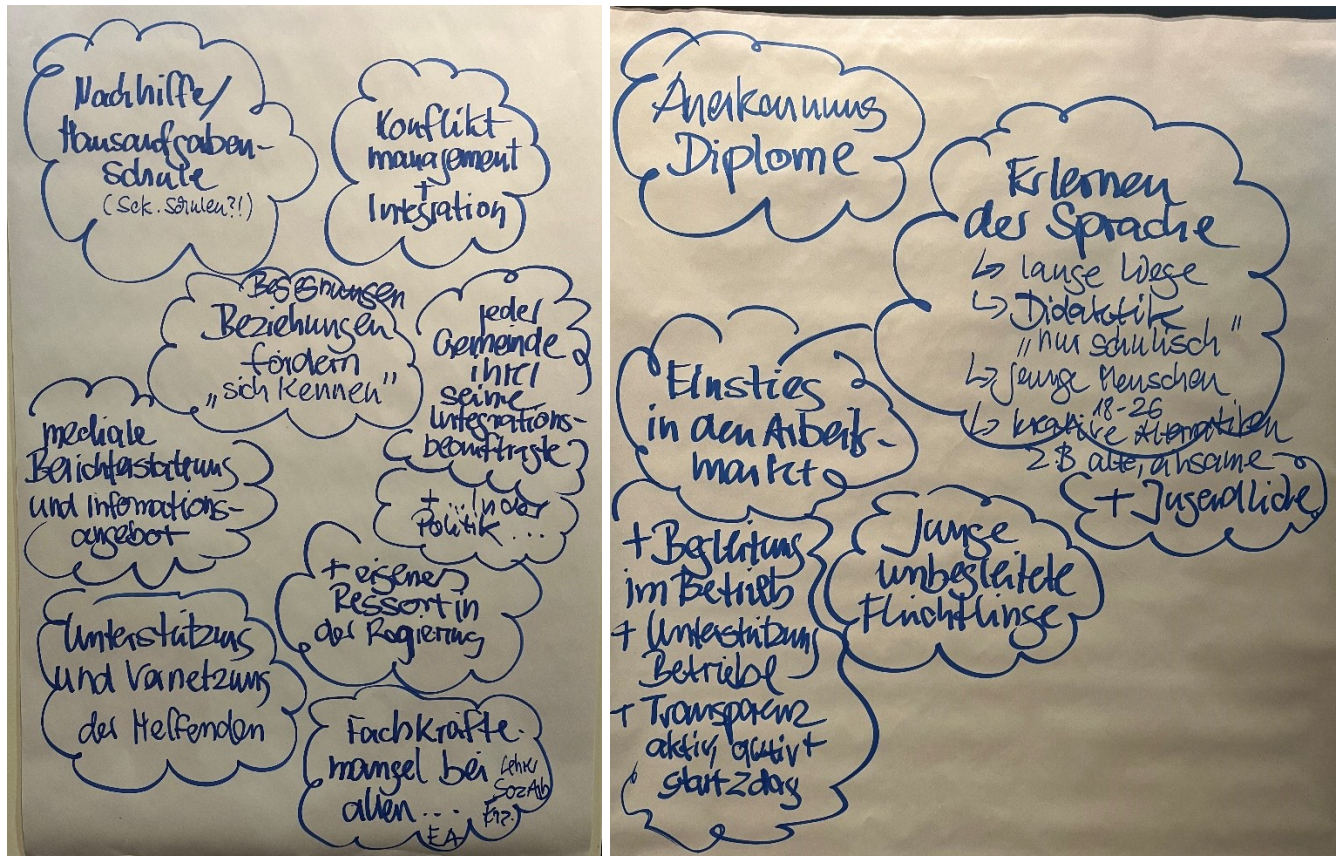 Nachhilfe/
Hausaufgaben-
schule
(Sek. Schulen?!)
Konflikt
management
+
Integration
Begegnungen
Beziehungen
fördern
„sich kennen“
jeder
Gemeinde
ihre/
seine
Integrations-
beauftragte
+ ... in der
Politik ...
mediale
Berichterstattung
und Informations-
angebot
+ eigenes
Ressort in
der Regierung
Unterstützung
und Vernetzung
der Helfenden
Fachkräfte-
mangel bei
allen ...
Lehrer
SozArb
Erz.
EA
Anerkennung
Diplome
Erlernen
der Sprache
↳ lange Wege
↳ Didaktik
„nur schulisch“
↳ junge Menschen
18-26
↳ kreative Alternativen
z B alte, einsame
+ Jugendliche
Einstieg
in den Arbeits-
markt
+ Begleitung
im Betrieb
+ Unterstützung
Betriebe
+ Transparenz
aktiv,
start2day
Junge
unbegleitete
Flüchtlinge